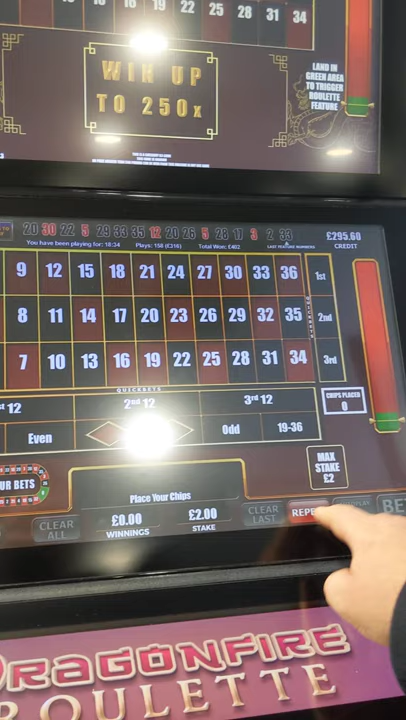 19 22 25 28 31 34
WIN UP
TO 250x
LAND IN
GREEN AREA
TO TRIGGER
ROULETTE
FEATURE
20 30 22 5 29 33 35 12 20 26 5 28 17 3 2 33
£295.60
CREDIT
You have been playing for: 18:34 Plays: 158 (£316) Total Won: £402 LAST FEATURE NUMBERS
9 12 15 18 21 24 27 30 33 36 1st
8 11 14 17 20 23 26 29 32 35 2nd
7 10 13 16 19 22 25 28 31 34 3rd
QUICKBETS
st 12 2nd 12 3rd 12
CHIPS PLACED
0
Even Odd 19-36
UR BETS
MAX
STAKE
£2
Place Your Chips
CLEAR
ALL
£0.00
WINNINGS
£2.00
STAKE
CLEAR
LAST
REPE
BET
DRAGONFIRE
ROULETTE